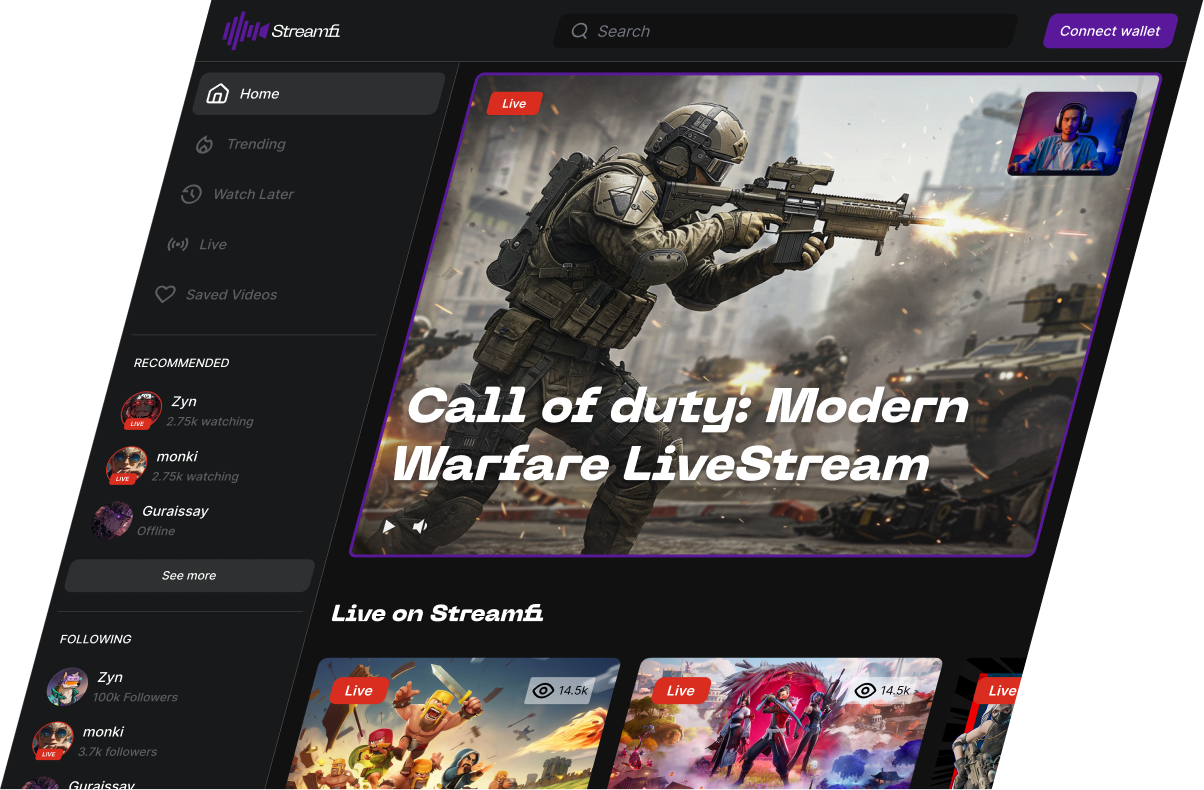 Streamfi
Search
Connect wallet
Home
Trending
Watch Later
Live
Saved Videos
RECOMMENDED
Zyn
2.75k watching
LIVE
monki
2.75k watching
LIVE
Guraissay
Offline
See more
FOLLOWING
Zyn
100k Followers
monki
3.7k followers
LIVE
Guraissay
Live
Call of duty: Modern
Warfare LiveStream
Live on Streamfi
Live
14.5k
Live
14.5k
Live